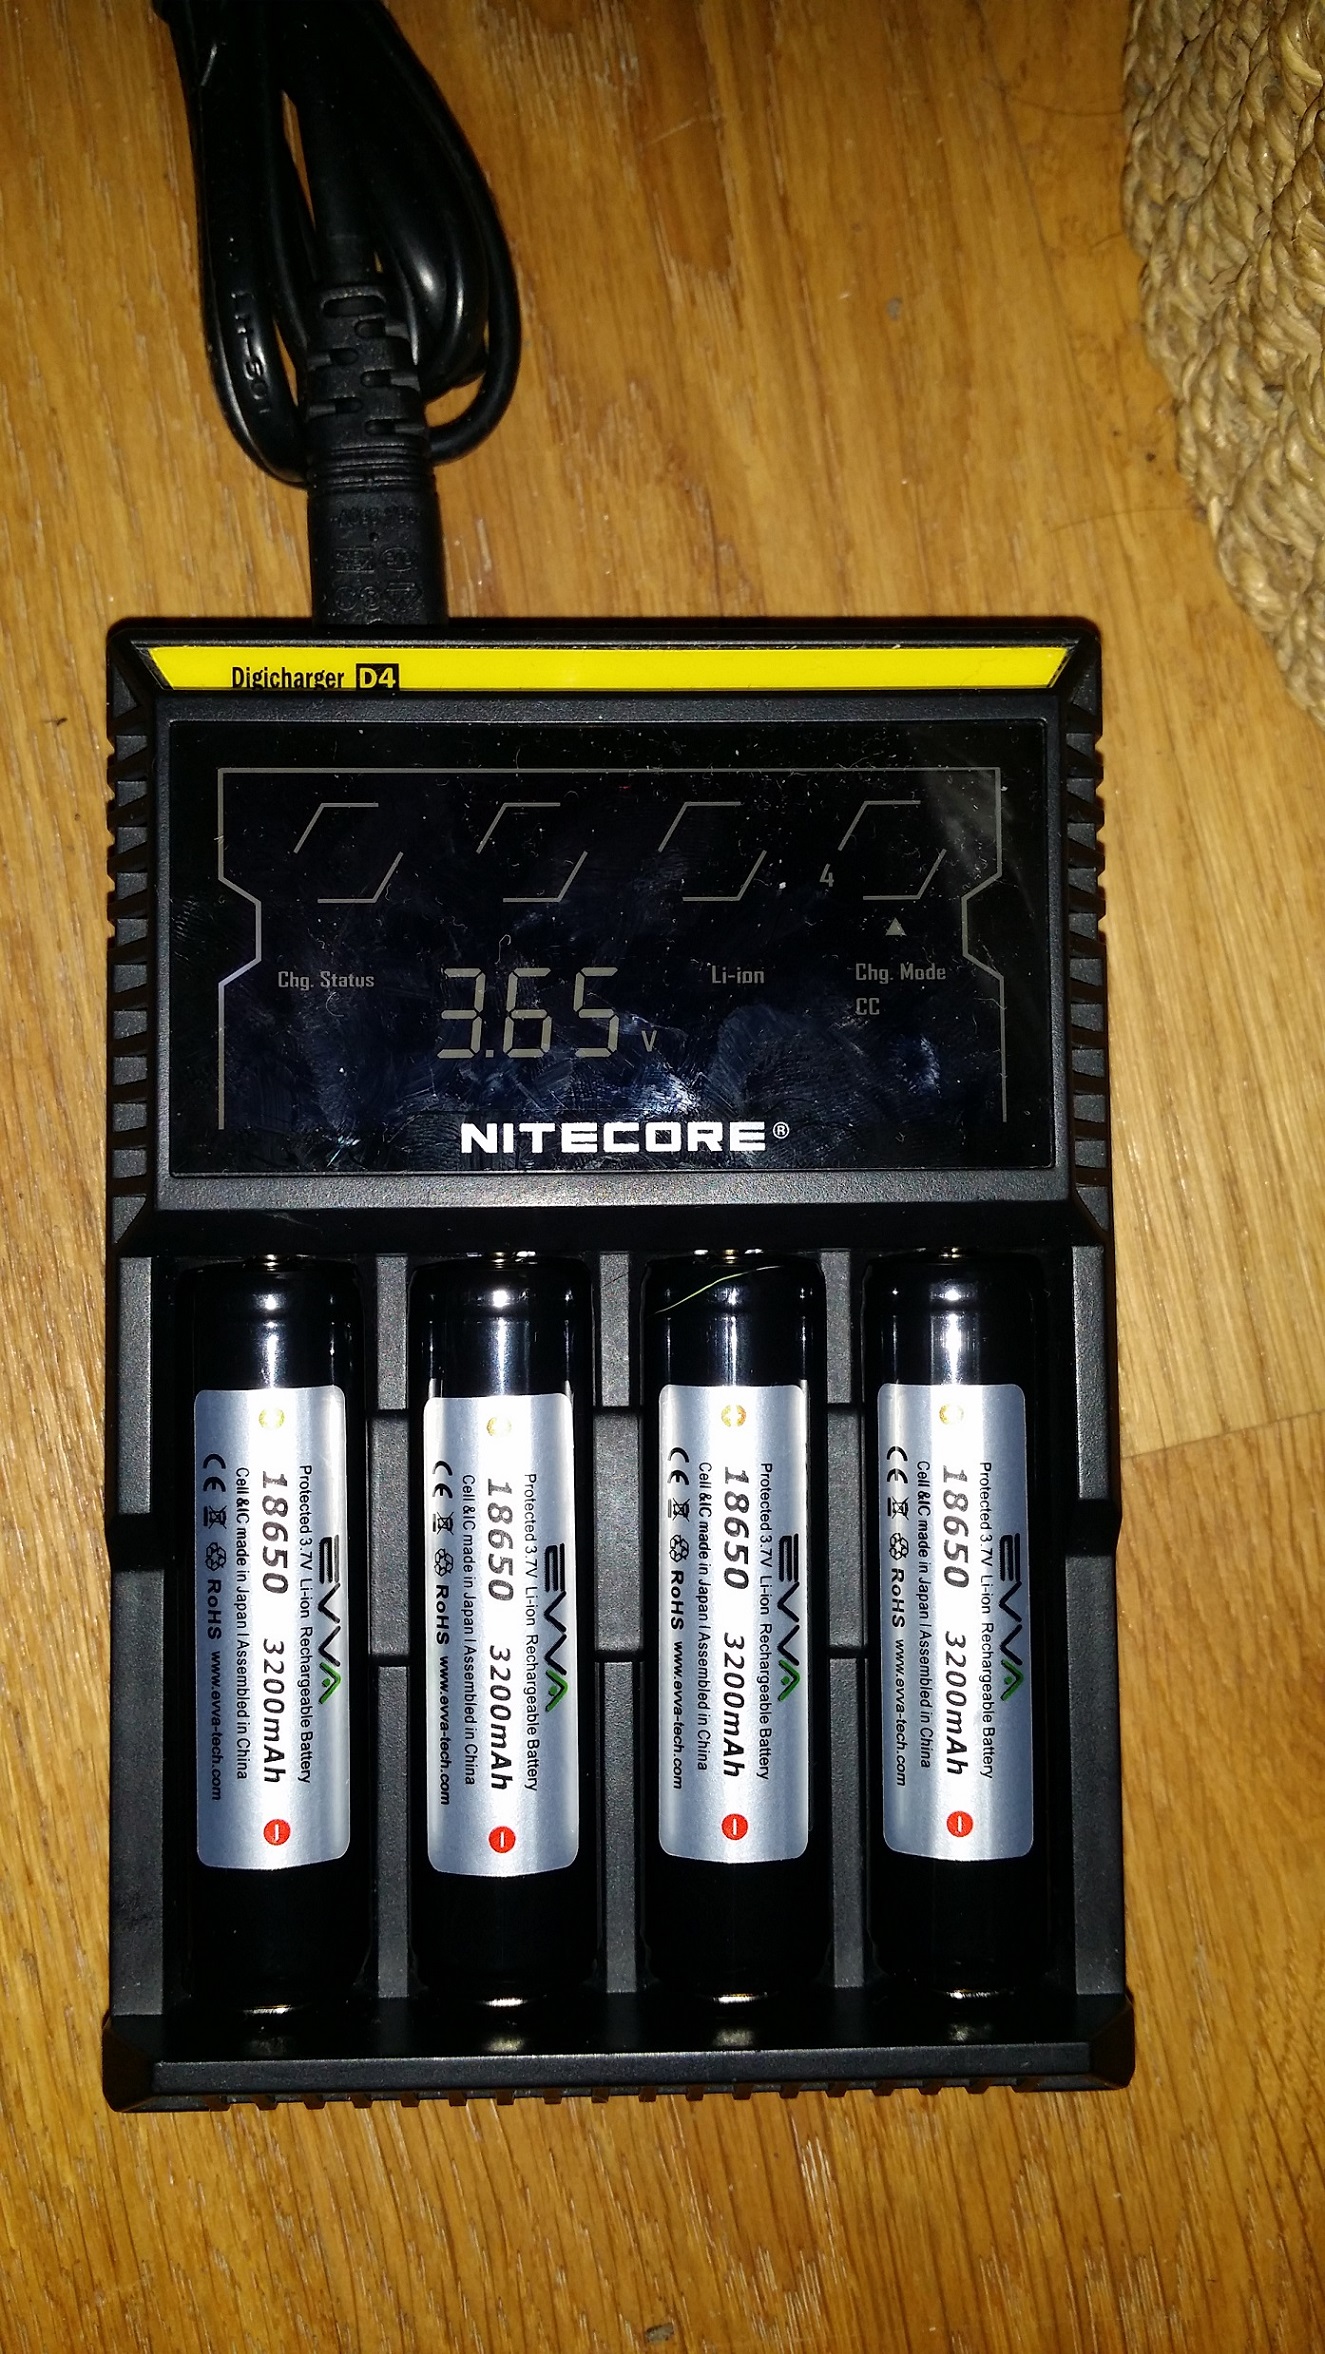 Digicharger D4
4
Chg. Status
3.65 V
Li-ion
Chg. Mode
CC
NITECORE®
EVVA
Protected 3.7V Li-ion Rechargeable Battery
18650 3200mAh
Cell &IC made in Japan I Assembled in China
CE RoHS www.evva-tech.com
EVVA
Protected 3.7V Li-ion Rechargeable Battery
18650 3200mAh
Cell &IC made in Japan I Assembled in China
CE RoHS www.evva-tech.com
EVVA
Protected 3.7V Li-ion Rechargeable Battery
18650 3200mAh
Cell &IC made in Japan I Assembled in China
CE RoHS www.evva-tech.com
EVVA
Protected 3.7V Li-ion Rechargeable Battery
18650 3200mAh
Cell &IC made in Japan I Assembled in China
CE RoHS www.evva-tech.com